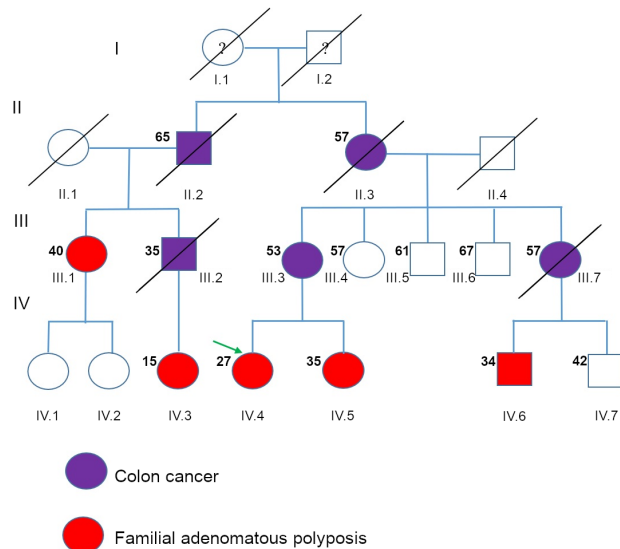 I
? ?
I.1 I.2
II
65 57
II.1 II.2 II.3 II.4
III
40 35 53 57 61 67 57
III.1 III.2 III.3 III.4 III.5 III.6 III.7
IV
15 27 35 34 42
IV.1 IV.2 IV.3 IV.4 IV.5 IV.6 IV.7
Colon cancer
Familial adenomatous polyposis